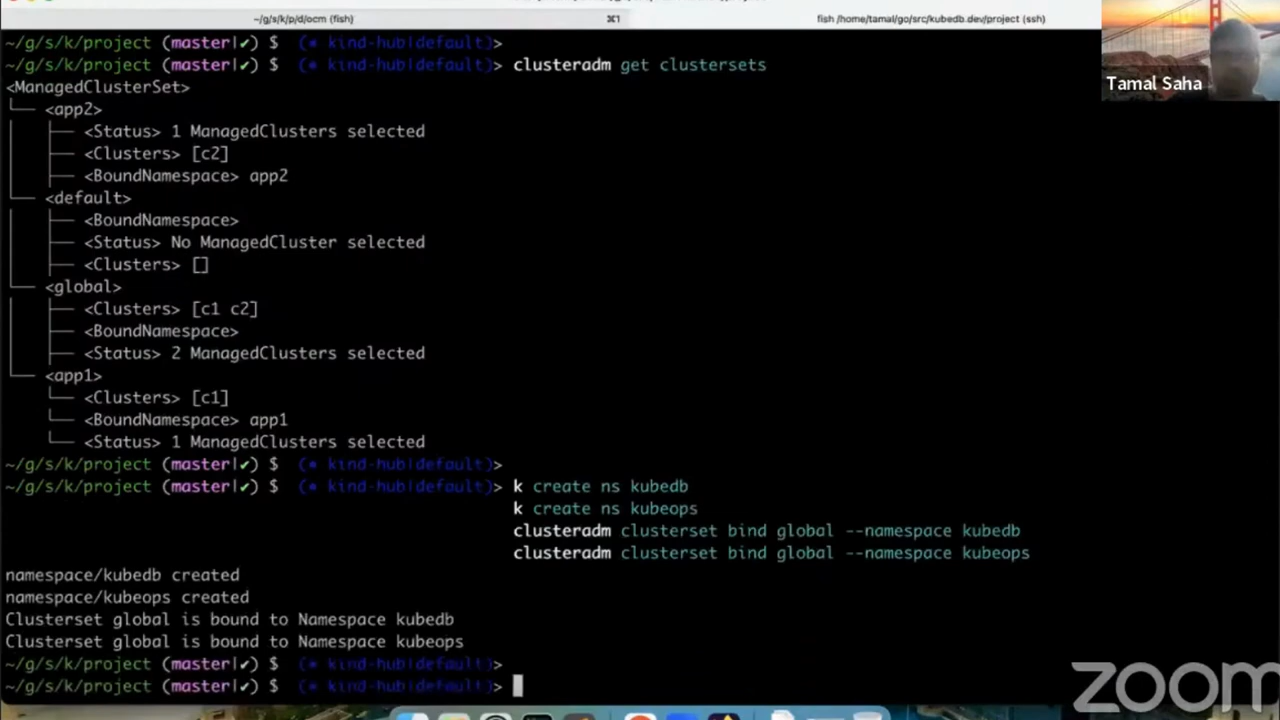 ~/g/s/k/p/d/ocm (fish) ⌘1 fish /home/tamal/go/src/kubedb.dev/project (ssh)
~/g/s/k/project (master|✔) $ (⎈ kind-hub|default)>
~/g/s/k/project (master|✔) $ (⎈ kind-hub|default)> clusteradm get clustersets
<ManagedClusterSet>
└── <app2>
│   ├── <Status> 1 ManagedClusters selected
│   ├── <Clusters> [c2]
│   ├── <BoundNamespace> app2
└── <default>
│   ├── <BoundNamespace>
│   ├── <Status> No ManagedCluster selected
│   ├── <Clusters> []
└── <global>
│   ├── <Clusters> [c1 c2]
│   ├── <BoundNamespace>
│   ├── <Status> 2 ManagedClusters selected
└── <app1>
    └── <Clusters> [c1]
    └── <BoundNamespace> app1
    └── <Status> 1 ManagedClusters selected
~/g/s/k/project (master|✔) $ (⎈ kind-hub|default)>
~/g/s/k/project (master|✔) $ (⎈ kind-hub|default)> k create ns kubedb
k create ns kubeops
clusteradm clusterset bind global --namespace kubedb
clusteradm clusterset bind global --namespace kubeops
namespace/kubedb created
namespace/kubeops created
Clusterset global is bound to Namespace kubedb
Clusterset global is bound to Namespace kubeops
~/g/s/k/project (master|✔) $ (⎈ kind-hub|default)>
~/g/s/k/project (master|✔) $ (⎈ kind-hub|default)>
Tamal Saha
zoom